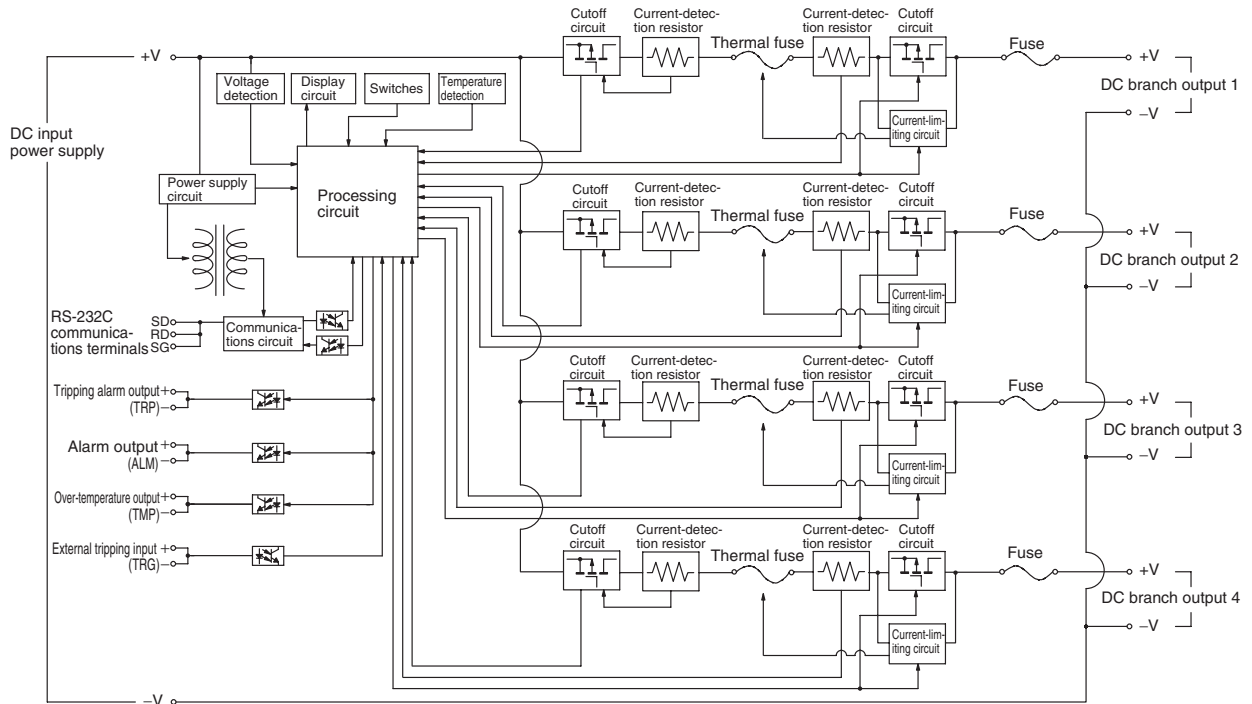 Cutoff
circuit
Current-detec-
tion resistor
Thermal fuse
Current-detec-
tion resistor
Cutoff
circuit
Fuse
+V
+V
DC branch output 1
−V
Current-lim-
iting circuit
Voltage
detection
Display
circuit
Switches
Temperature
detection
DC input
power supply
Power supply
circuit
Processing
circuit
Cutoff
circuit
Current-detec-
tion resistor
Thermal fuse
Current-detec-
tion resistor
Cutoff
circuit
Fuse
+V
DC branch output 2
−V
Current-lim-
iting circuit
RS-232C
communica-
tions terminals
SD
RD
SG
Communica-
tions circuit
Cutoff
circuit
Current-detec-
tion resistor
Thermal fuse
Current-detec-
tion resistor
Cutoff
circuit
Fuse
+V
DC branch output 3
−V
Current-lim-
iting circuit
Tripping alarm output +
(TRP) −
Alarm output +
(ALM) −
Over-temperature output +
(TMP) −
External tripping input +
(TRG) −
Cutoff
circuit
Current-detec-
tion resistor
Thermal fuse
Current-detec-
tion resistor
Cutoff
circuit
Fuse
+V
DC branch output 4
−V
Current-lim-
iting circuit
−V